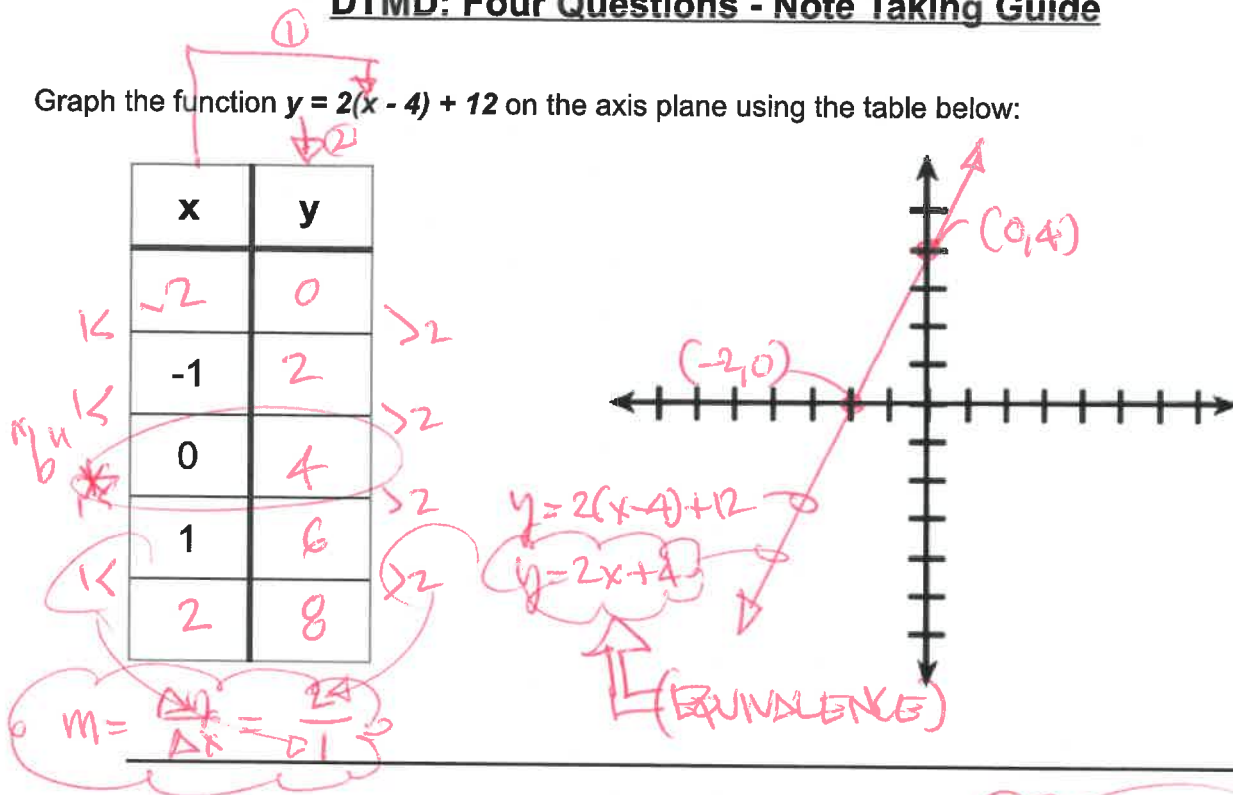 DTMD: Four Questions - Note Taking Guide
①
Graph the function y = 2(x - 4) + 12 on the axis plane using the table below:
②
x y
-2 0
1< >2
-1 2
1< >2
"b"
* 0 4
1< >2
1 6
1< >2
2 8
m = Δy/Δx = 2/1
(0,4)
(-2,0)
y = 2(x-4)+12
y = 2x+4
(EQUIVALENCE)